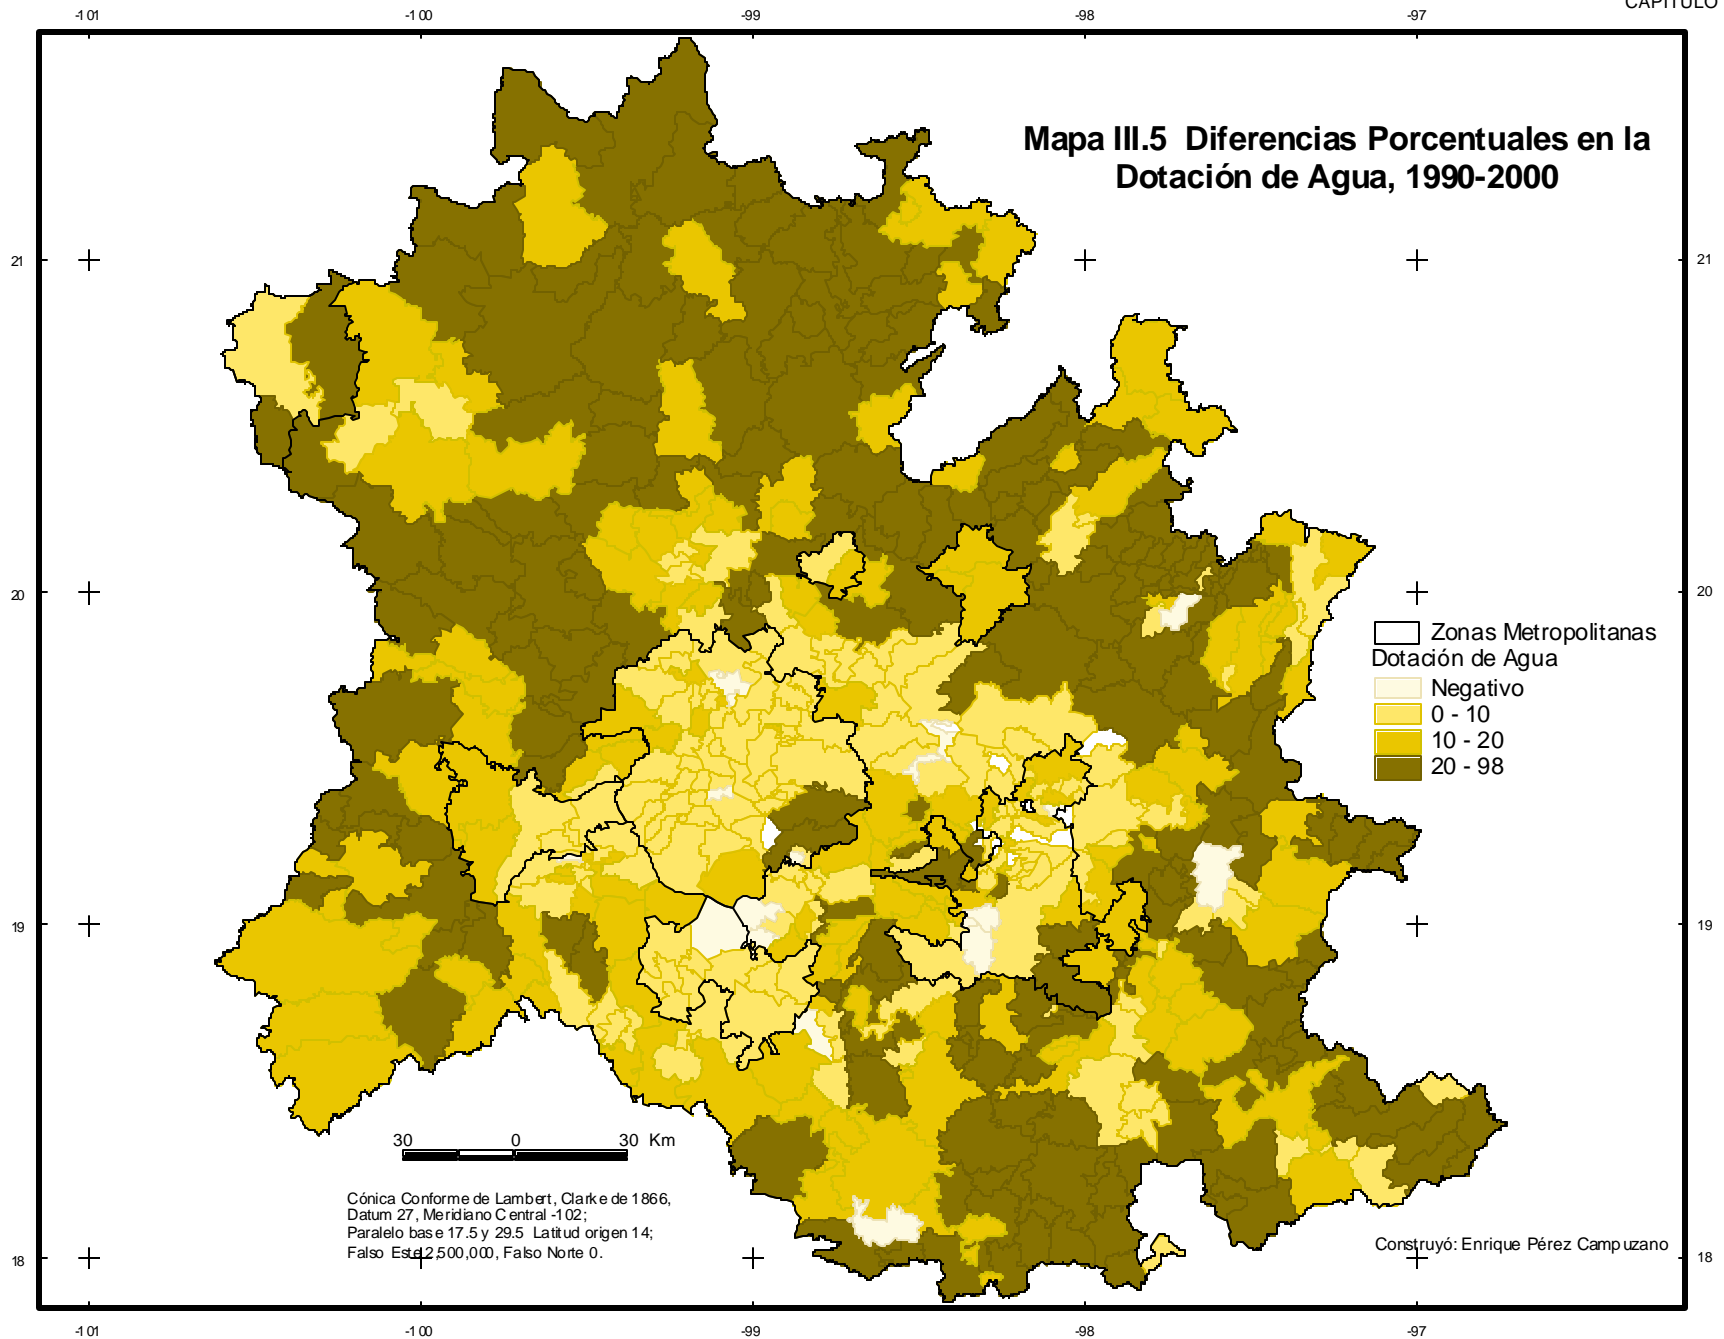 CAPITULO
-101 -100 -99 -98 -97
Mapa III.5 Diferencias Porcentuales en la
Dotación de Agua, 1990-2000
21 21
20 20
Zonas Metropolitanas
Dotación de Agua
Negativo
0 - 10
10 - 20
20 - 98
19 19
30 0 30 Km
Cónica Conforme de Lambert, Clarke de 1866,
Datum 27, Meridiano Central -102;
Paralelo base 17.5 y 29.5 Latitud origen 14;
Falso Este 2,500,000, Falso Norte 0.
Construyó: Enrique Pérez Campuzano
18 18
-101 -100 -99 -98 -97